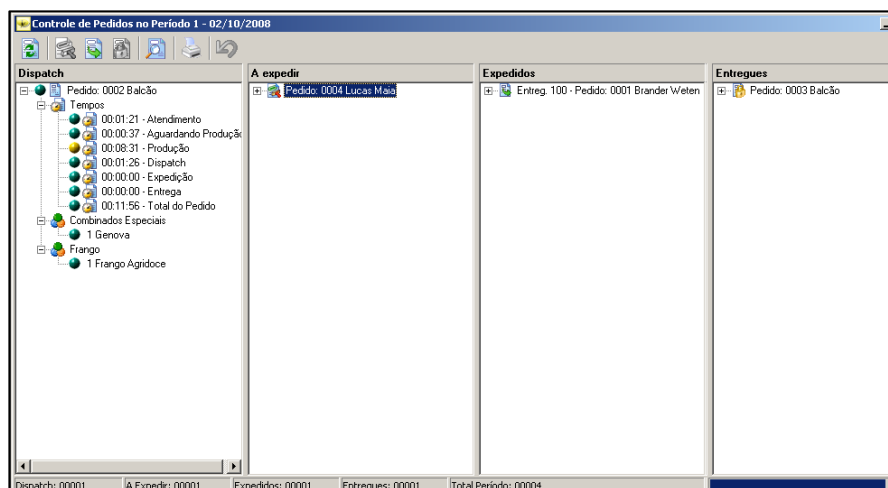 Controle de Pedidos no Período 1 - 02/10/2008
Dispatch
Pedido: 0002 Balcão
Tempos
00:01:21 - Atendimento
00:00:37 - Aguardando Produçã
00:08:31 - Produção
00:01:26 - Dispatch
00:00:00 - Expedição
00:00:00 - Entrega
00:11:56 - Total do Pedido
Combinados Especiais
1 Genova
Frango
1 Frango Agridoce
A expedir
Pedido: 0004 Lucas Maia
Expedidos
Entreg. 100 - Pedido: 0001 Brander Weten
Entregues
Pedido: 0003 Balcão
Dispatch: 00001 A Expedir: 00001 Expedidos: 00001 Entregues: 00001 Total Período: 00004